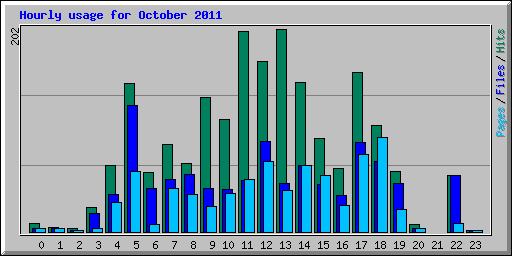 Hourly usage for October 2011
202
Pages / Files / Hits
0 1 2 3 4 5 6 7 8 9 10 11 12 13 14 15 16 17 18 19 20 21 22 23